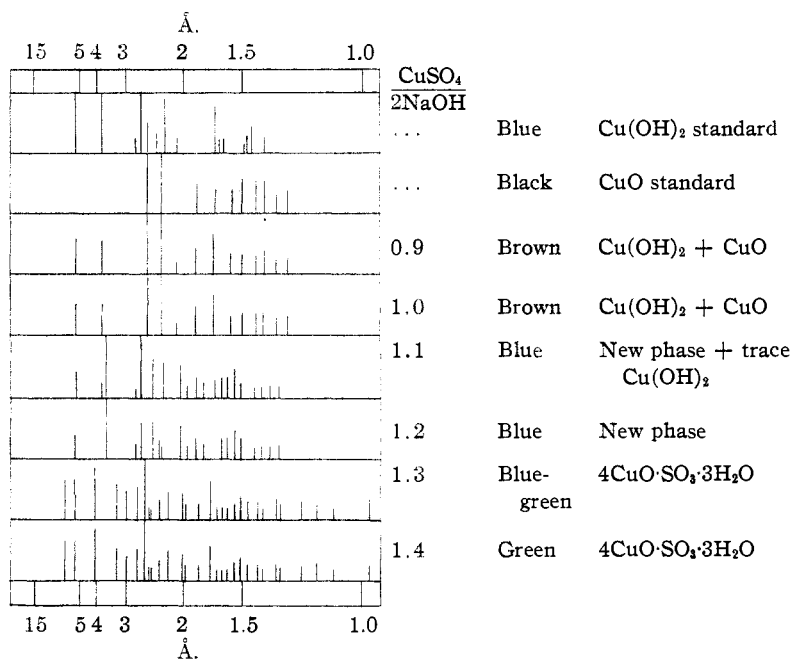 Å.
15 5 4 3 2 1.5 1.0
CuSO₄
2NaOH
... Blue Cu(OH)₂ standard
... Black CuO standard
0.9 Brown Cu(OH)₂ + CuO
1.0 Brown Cu(OH)₂ + CuO
1.1 Blue New phase + trace
Cu(OH)₂
1.2 Blue New phase
1.3 Blue- 4CuO·SO₃·3H₂O
green
1.4 Green 4CuO·SO₃·3H₂O
15 5 4 3 2 1.5 1.0
Å.